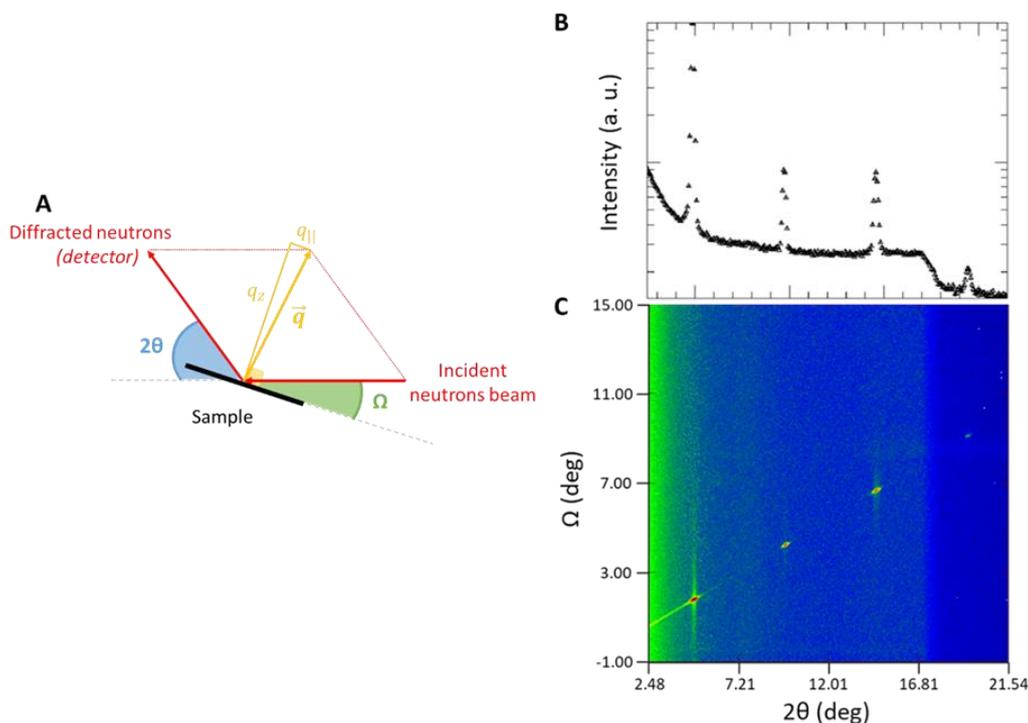 A
Diffracted neutrons
(detector)
q||
qz
q⃗
2θ
Ω
Incident
neutrons beam
Sample
B
Intensity (a. u.)
C
15.00
11.00
7.00
3.00
-1.00
Ω (deg)
2.48 7.21 12.01 16.81 21.54
2θ (deg)